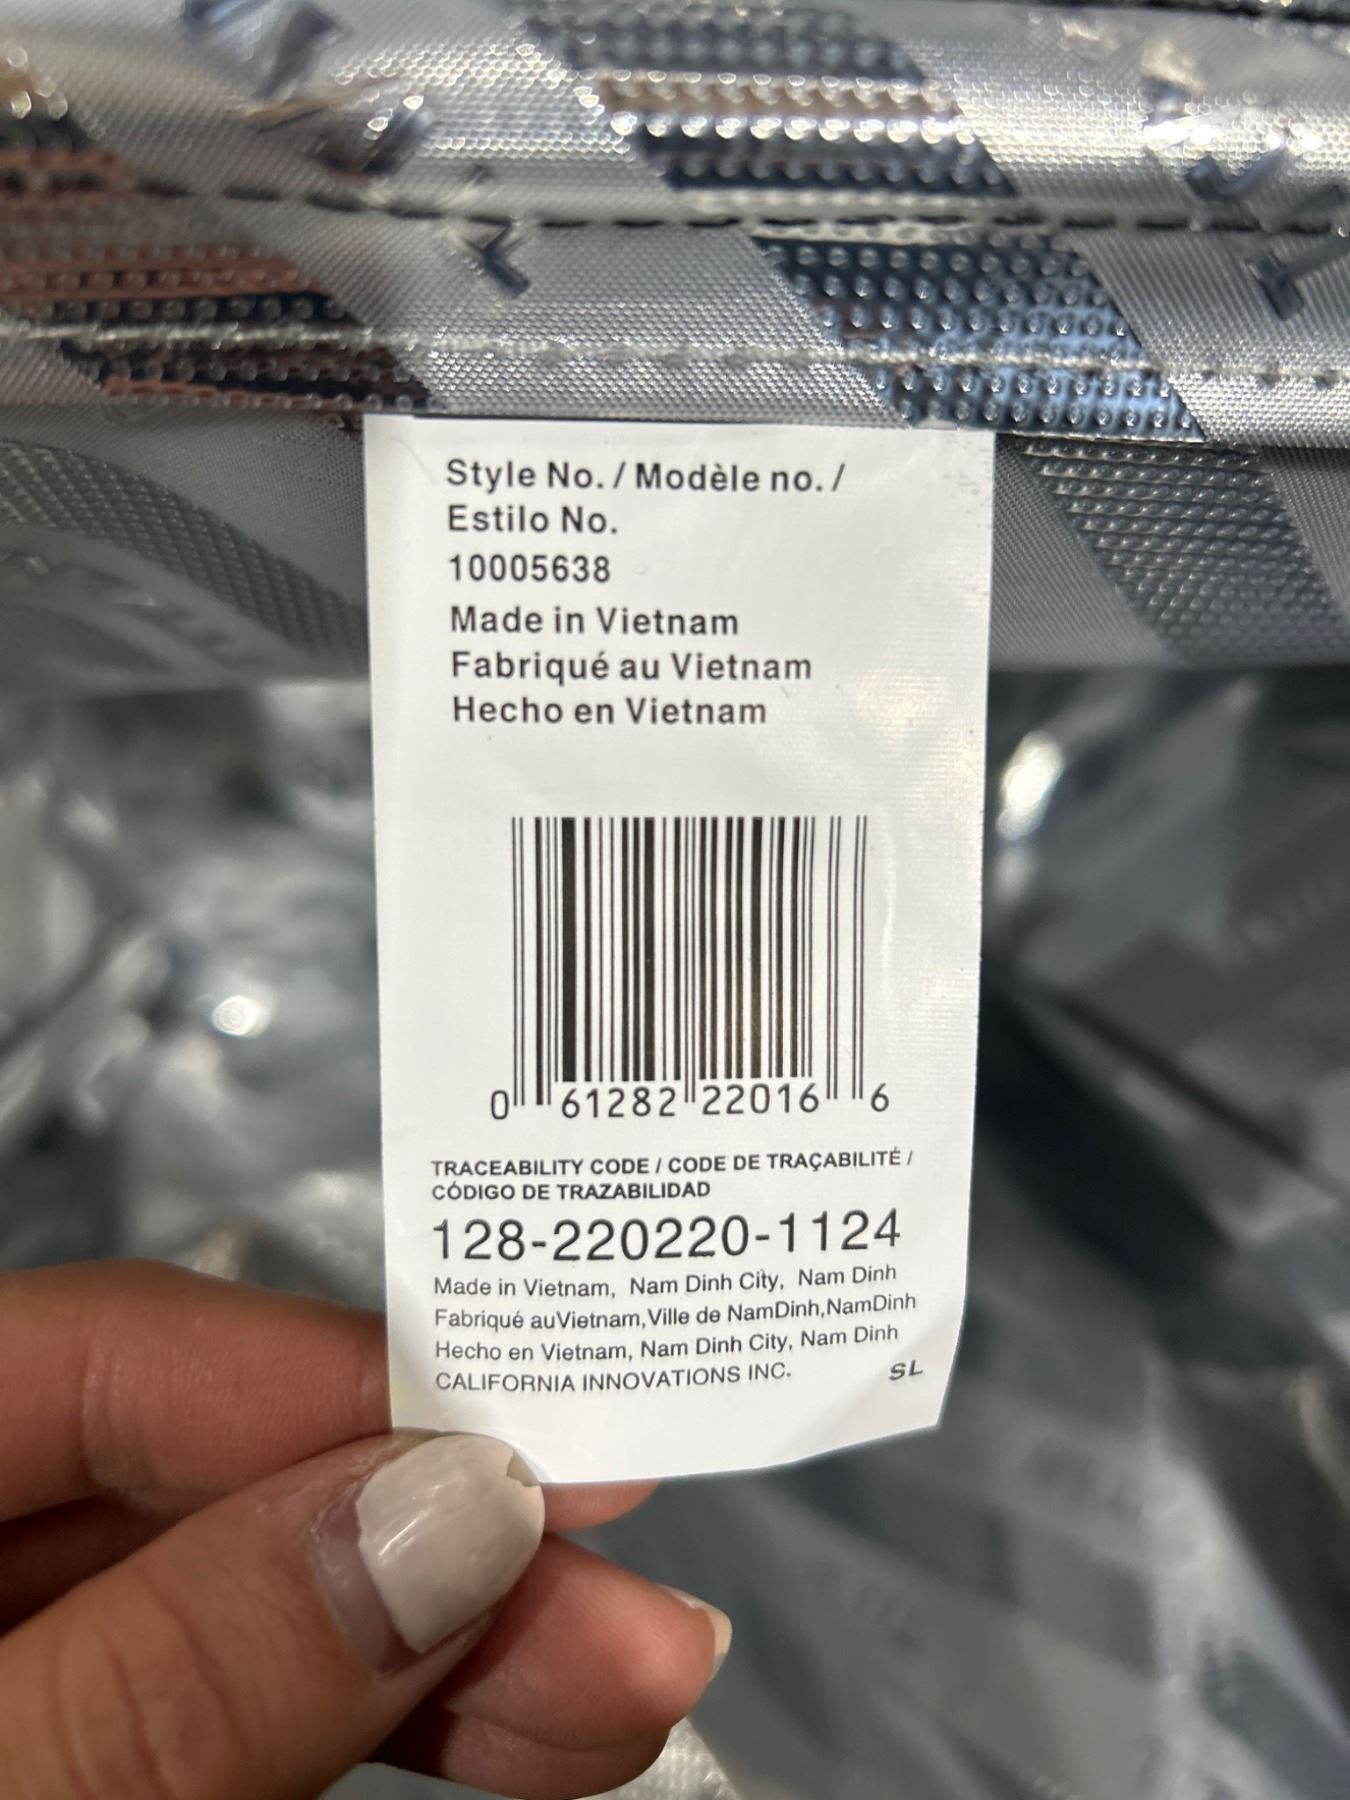 Style No. / Modèle no. /
Estilo No.
10005638
Made in Vietnam
Fabriqué au Vietnam
Hecho en Vietnam
0 61282 22016 6
TRACEABILITY CODE / CODE DE TRAÇABILITÉ /
CÓDIGO DE TRAZABILIDAD
128-220220-1124
Made in Vietnam, Nam Dinh City, Nam Dinh
Fabriqué auVietnam,Ville de NamDinh,NamDinh
Hecho en Vietnam, Nam Dinh City, Nam Dinh
CALIFORNIA INNOVATIONS INC. SL